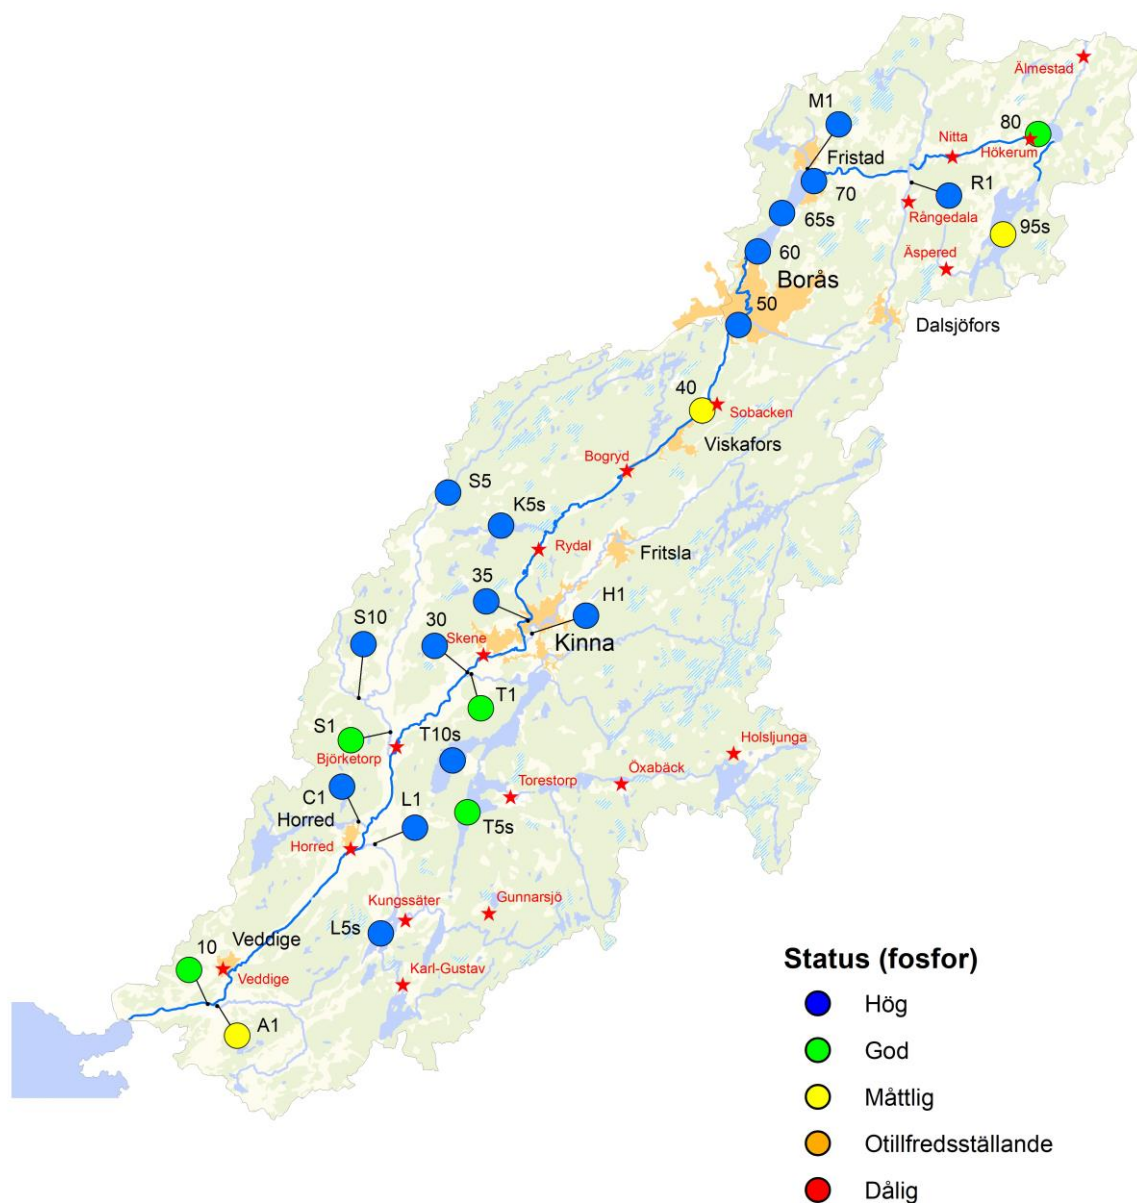 Älmestad
M1
80
Nitta
Fristad
Hökerum
70
R1
65s
Rångedala
95s
60
Äspered
Borås
50
Dalsjöfors
40
Sobacken
Viskafors
Bogryd
S5
K5s
Rydal
Fritsla
35
H1
S10
30
Skene
Kinna
T1
S1
T10s
Holsljunga
Björketorp
Öxabäck
Torestorp
C1
L1
Horred
T5s
Horred
Kungssäter
Gunnarsjö
L5s
10
Veddige
Veddige
Karl-Gustav
A1
Status (fosfor)
Hög
God
Måttlig
Otillfredsställande
Dålig